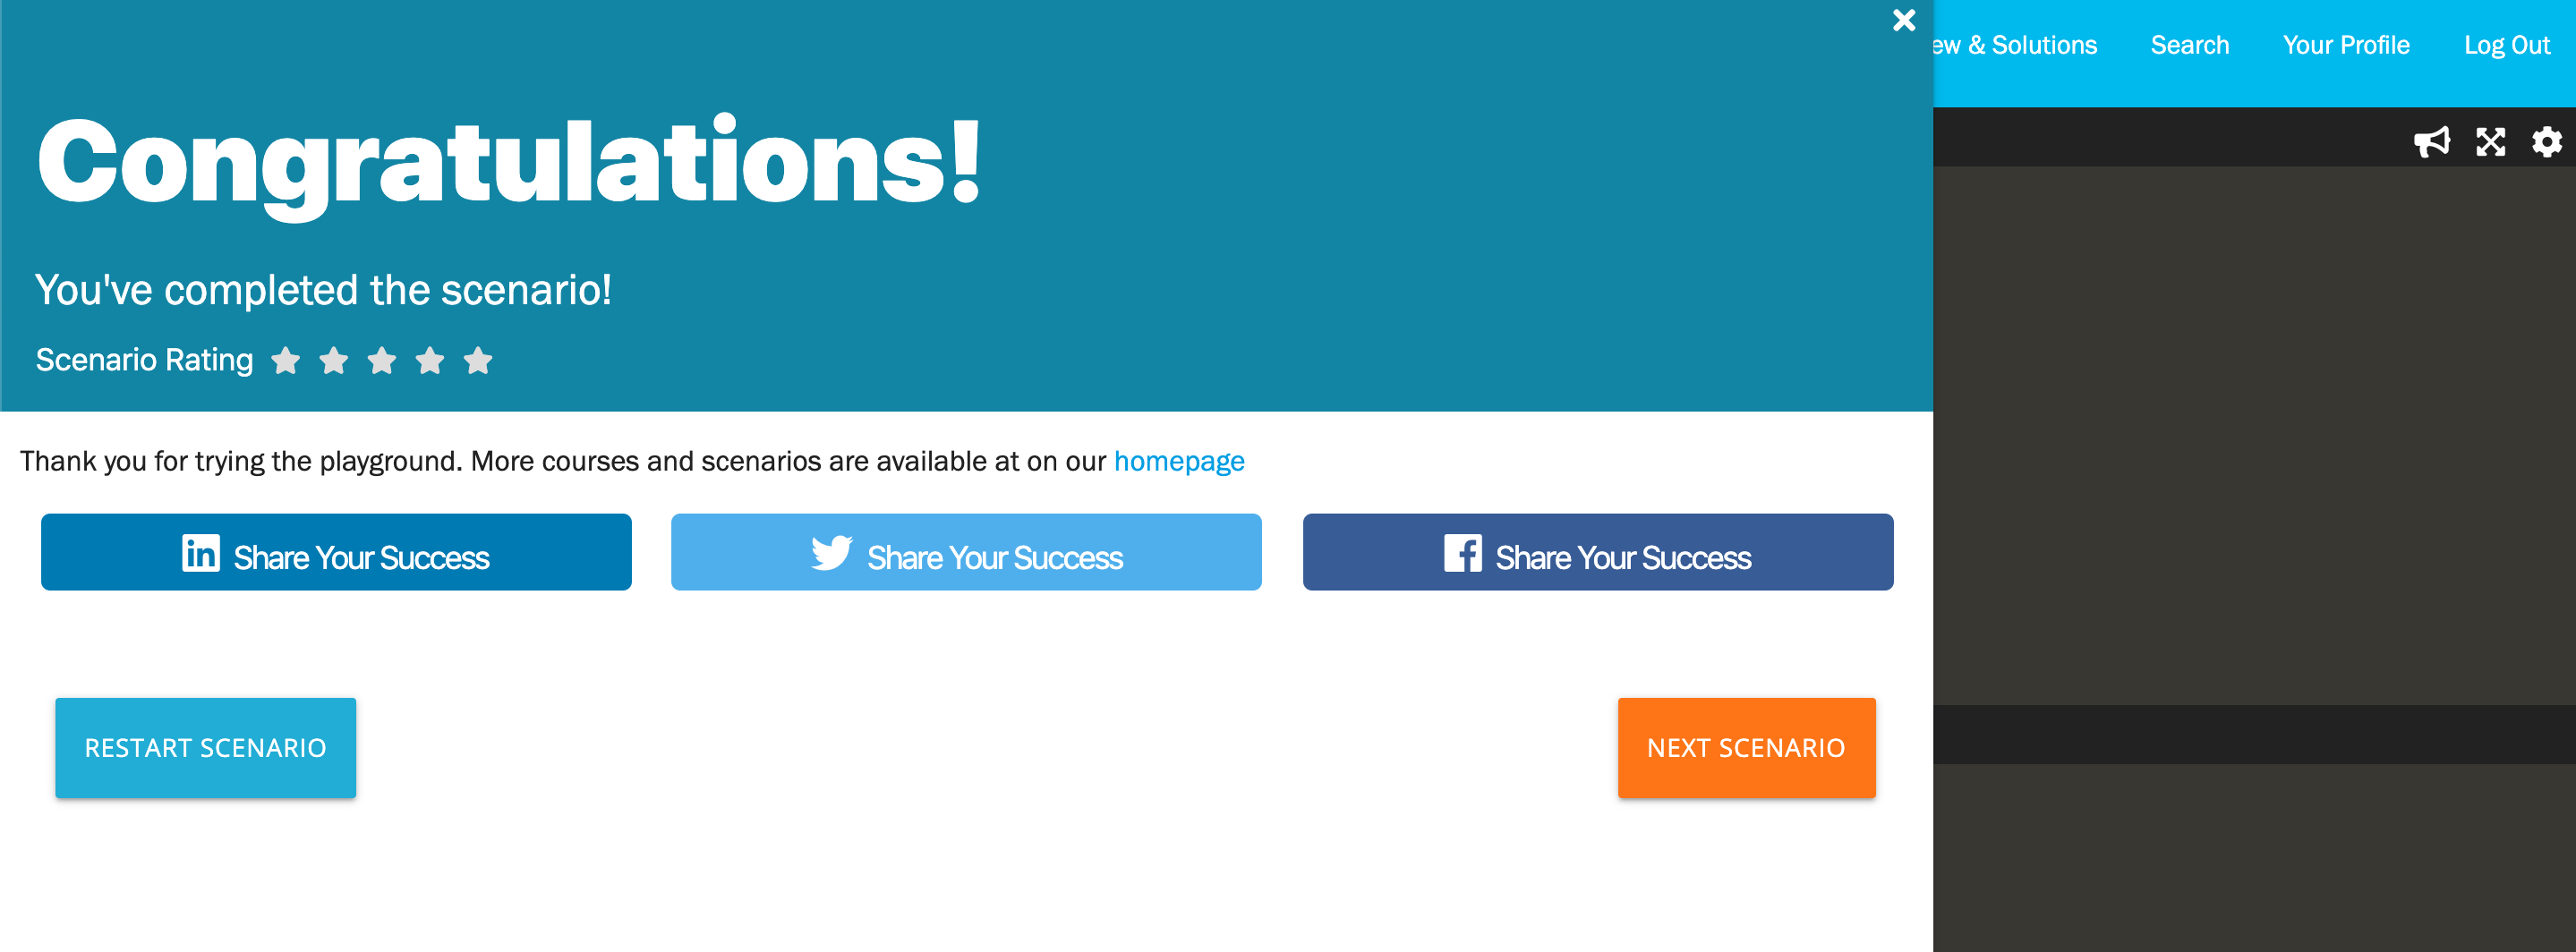 & Solutions Search Your Profile Log Out
Congratulations!
You've completed the scenario!
Scenario Rating
Thank you for trying the playground. More courses and scenarios are available at on our homepage
in Share Your Success Share Your Success f Share Your Success
RESTART SCENARIO NEXT SCENARIO